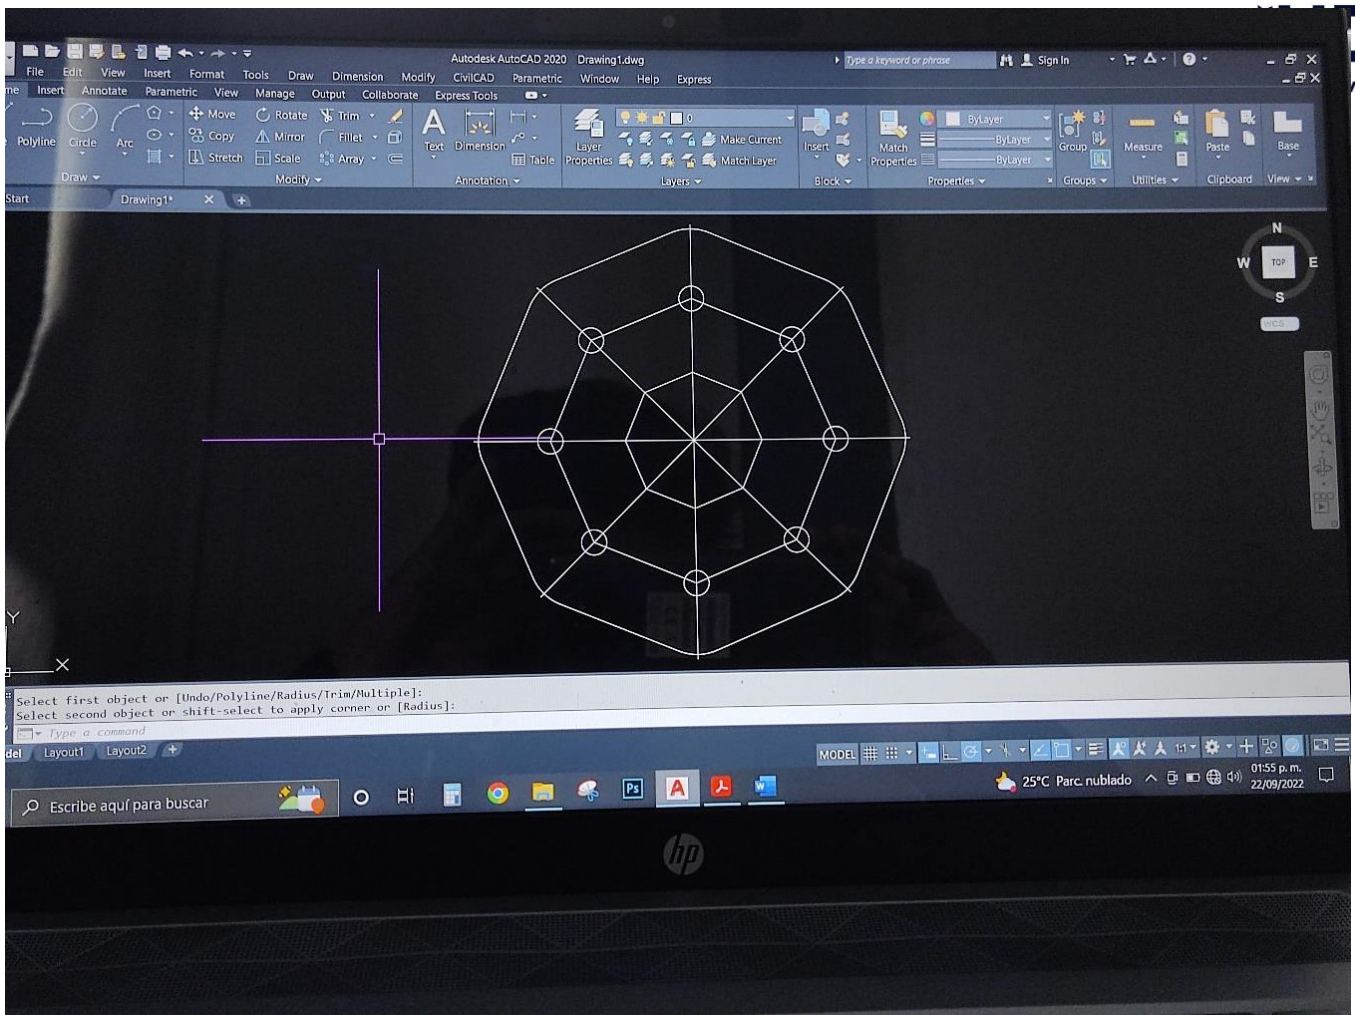 Autodesk AutoCAD 2020 Drawing1.dwg
Type a keyword or phrase
Sign In
File Edit View Insert Format Tools Draw Dimension Modify CivilCAD Parametric Window Help Express
me Insert Annotate Parametric View Manage Output Collaborate Express Tools
Polyline Circle Arc
Draw
Move Rotate Trim
Copy Mirror Fillet
Stretch Scale Array
Modify
Text Dimension
Table
Annotation
Layer Properties
0
Make Current
Match Layer
Layers
Insert
Block
Match Properties
ByLayer
ByLayer
ByLayer
Properties
Group
Groups
Measure
Utilities
Paste
Clipboard
Base
View
Start Drawing1*
N
W TOP E
S
WCS
Y
X
Select first object or [Undo/Polyline/Radius/Trim/Multiple]:
Select second object or shift-select to apply corner or [Radius]:
Type a command
del Layout1 Layout2
MODEL
1:1
Escribe aquí para buscar
Ps
A
W
25°C Parc. nublado
01:55 p. m.
22/09/2022
hp